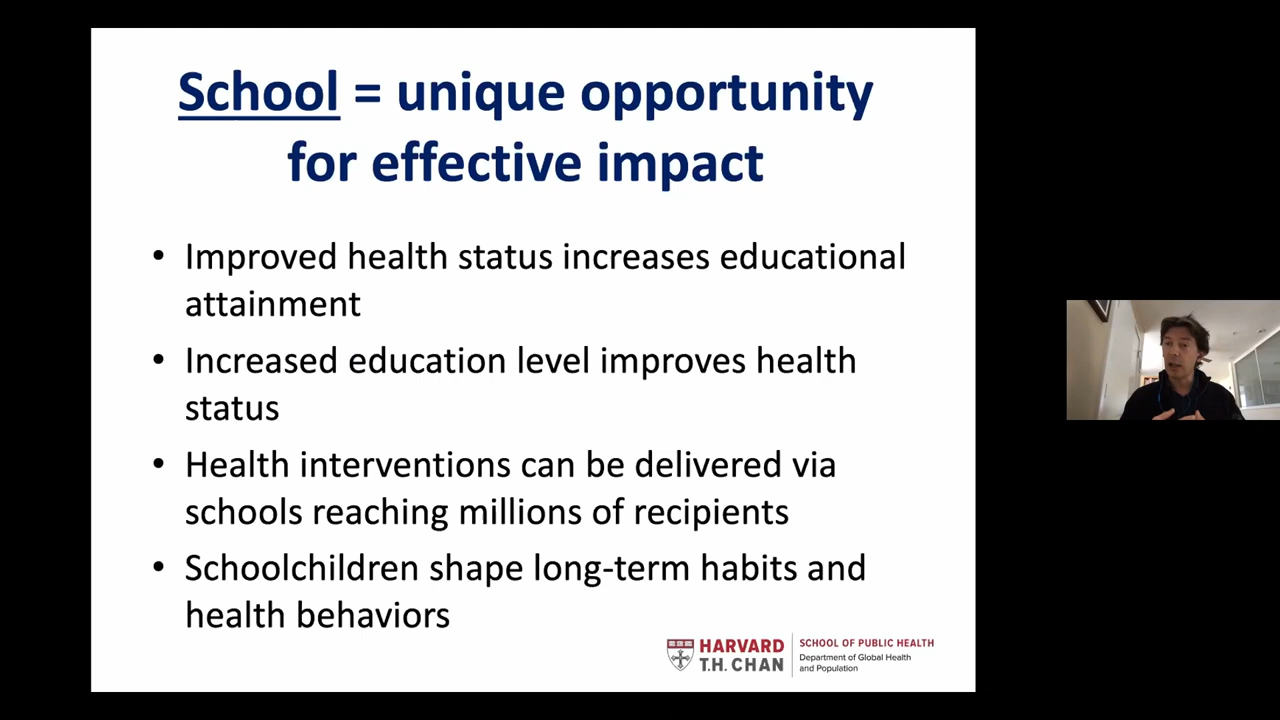 School = unique opportunity
for effective impact
• Improved health status increases educational
attainment
• Increased education level improves health
status
• Health interventions can be delivered via
schools reaching millions of recipients
• Schoolchildren shape long-term habits and
health behaviors
HARVARD
T.H. CHAN
SCHOOL OF PUBLIC HEALTH
Department of Global Health
and Population